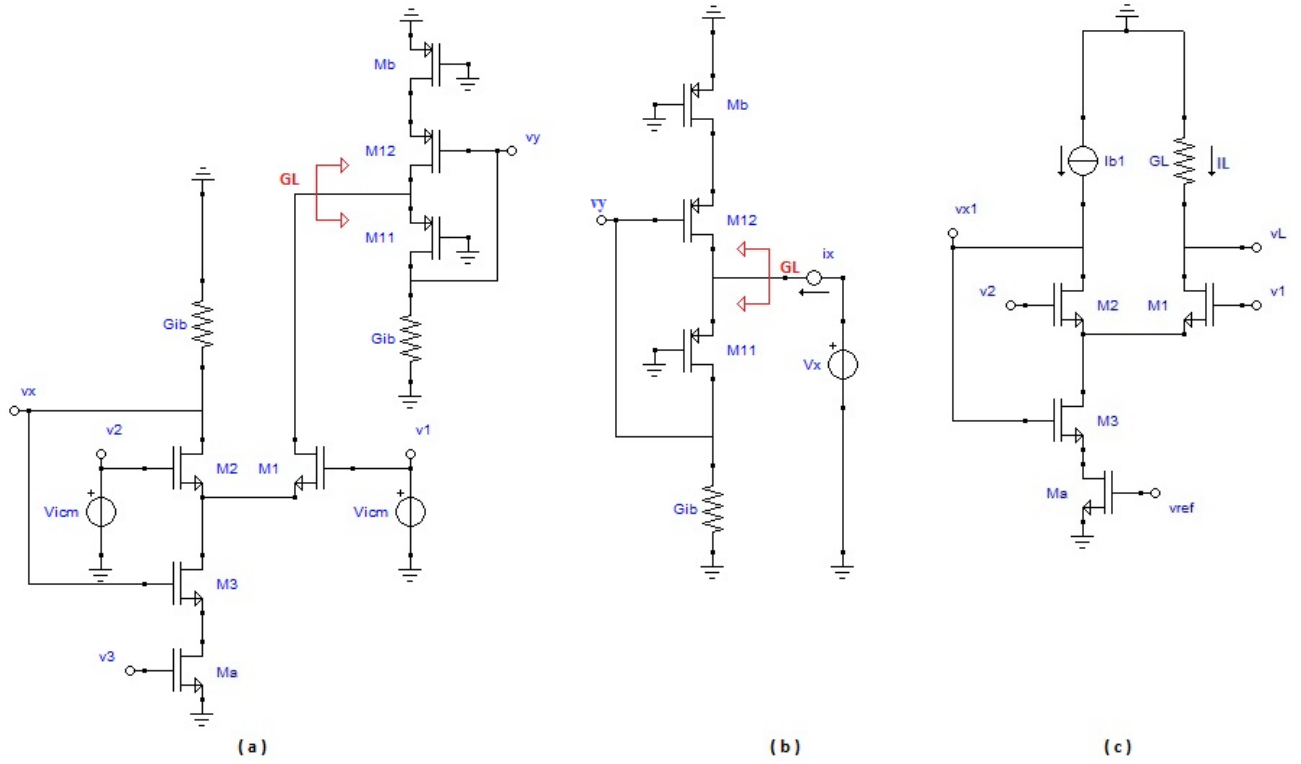 Mb
vy
M12
GL
M11
Gib
Gib
vx
v2
v1
M2
M1
Vicm
+
Vicm
+
M3
v3
Ma
( a )
Mb
vy
M12
ix
GL
M11
+
Vx
Gib
( b )
Ib1
GL
IL
vx1
vL
v2
M2
M1
v1
M3
Ma
vref
( c )